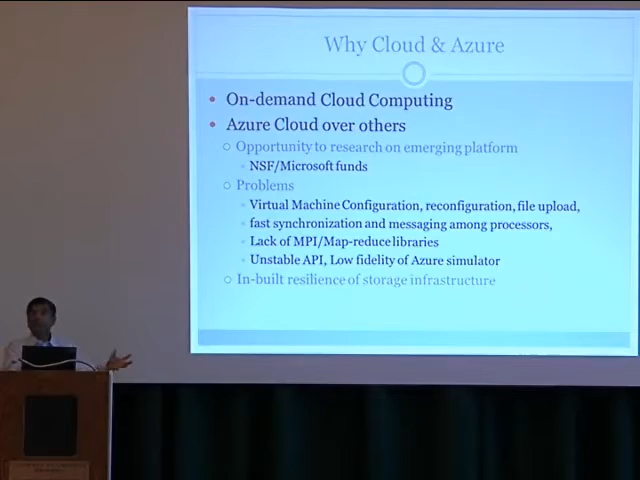 Why Cloud & Azure
On-demand Cloud Computing
Azure Cloud over others
Opportunity to research on emerging platform
NSF/Microsoft funds
Problems
Virtual Machine Configuration, reconfiguration, file upload,
fast synchronization and messaging among processors,
Lack of MPI/Map-reduce libraries
Unstable API, Low fidelity of Azure simulator
In-built resilience of storage infrastructure